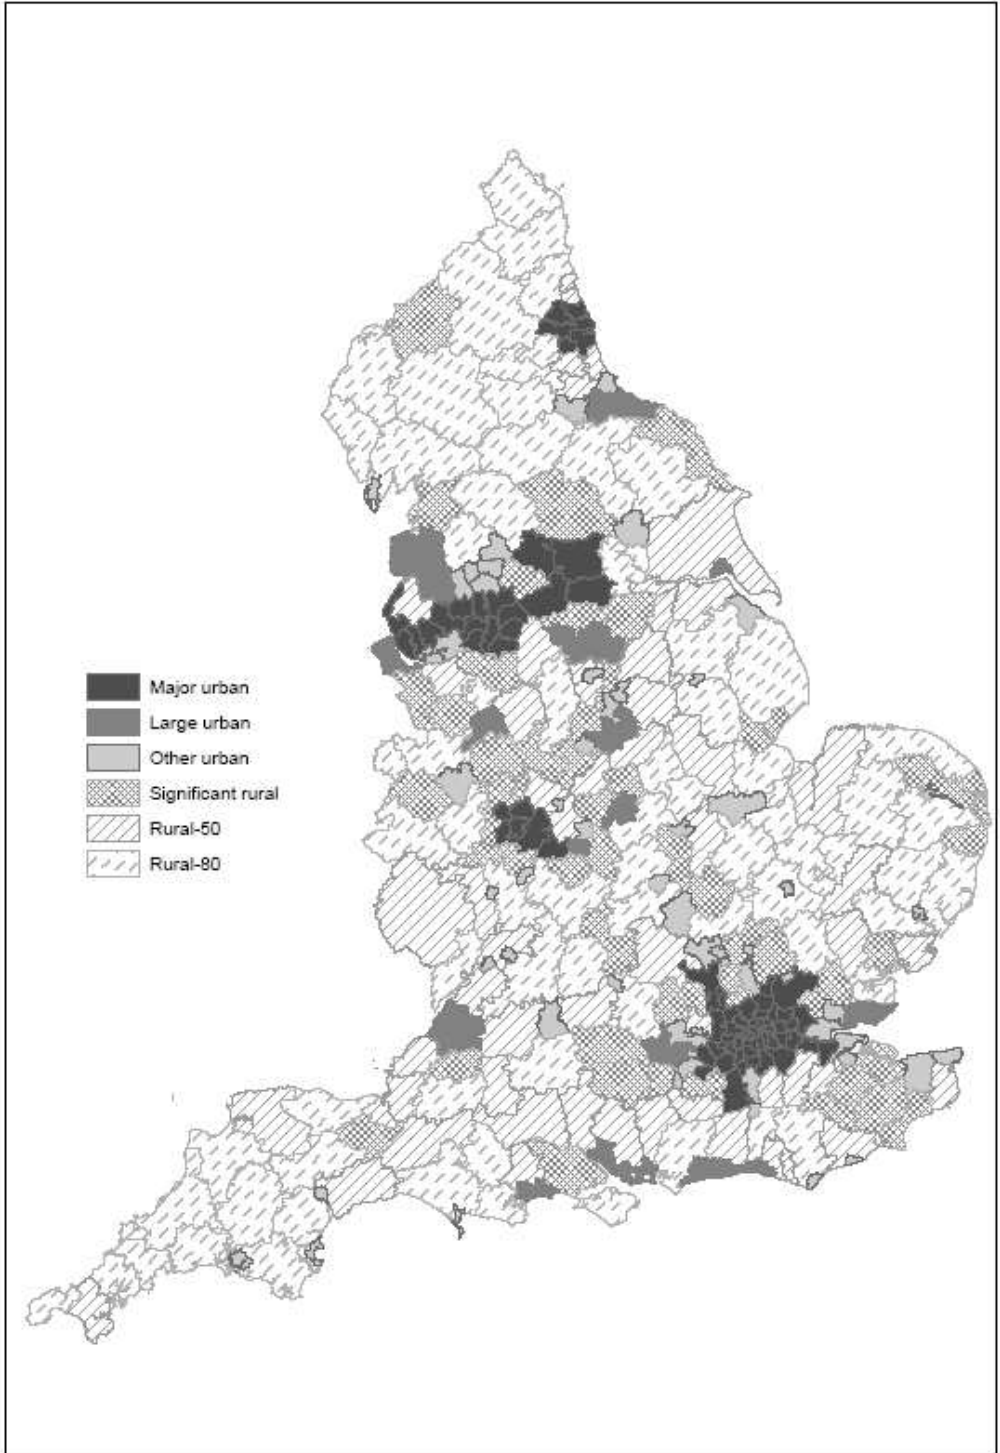 Major urban
Large urban
Other urban
Significant rural
Rural-50
Rural-80